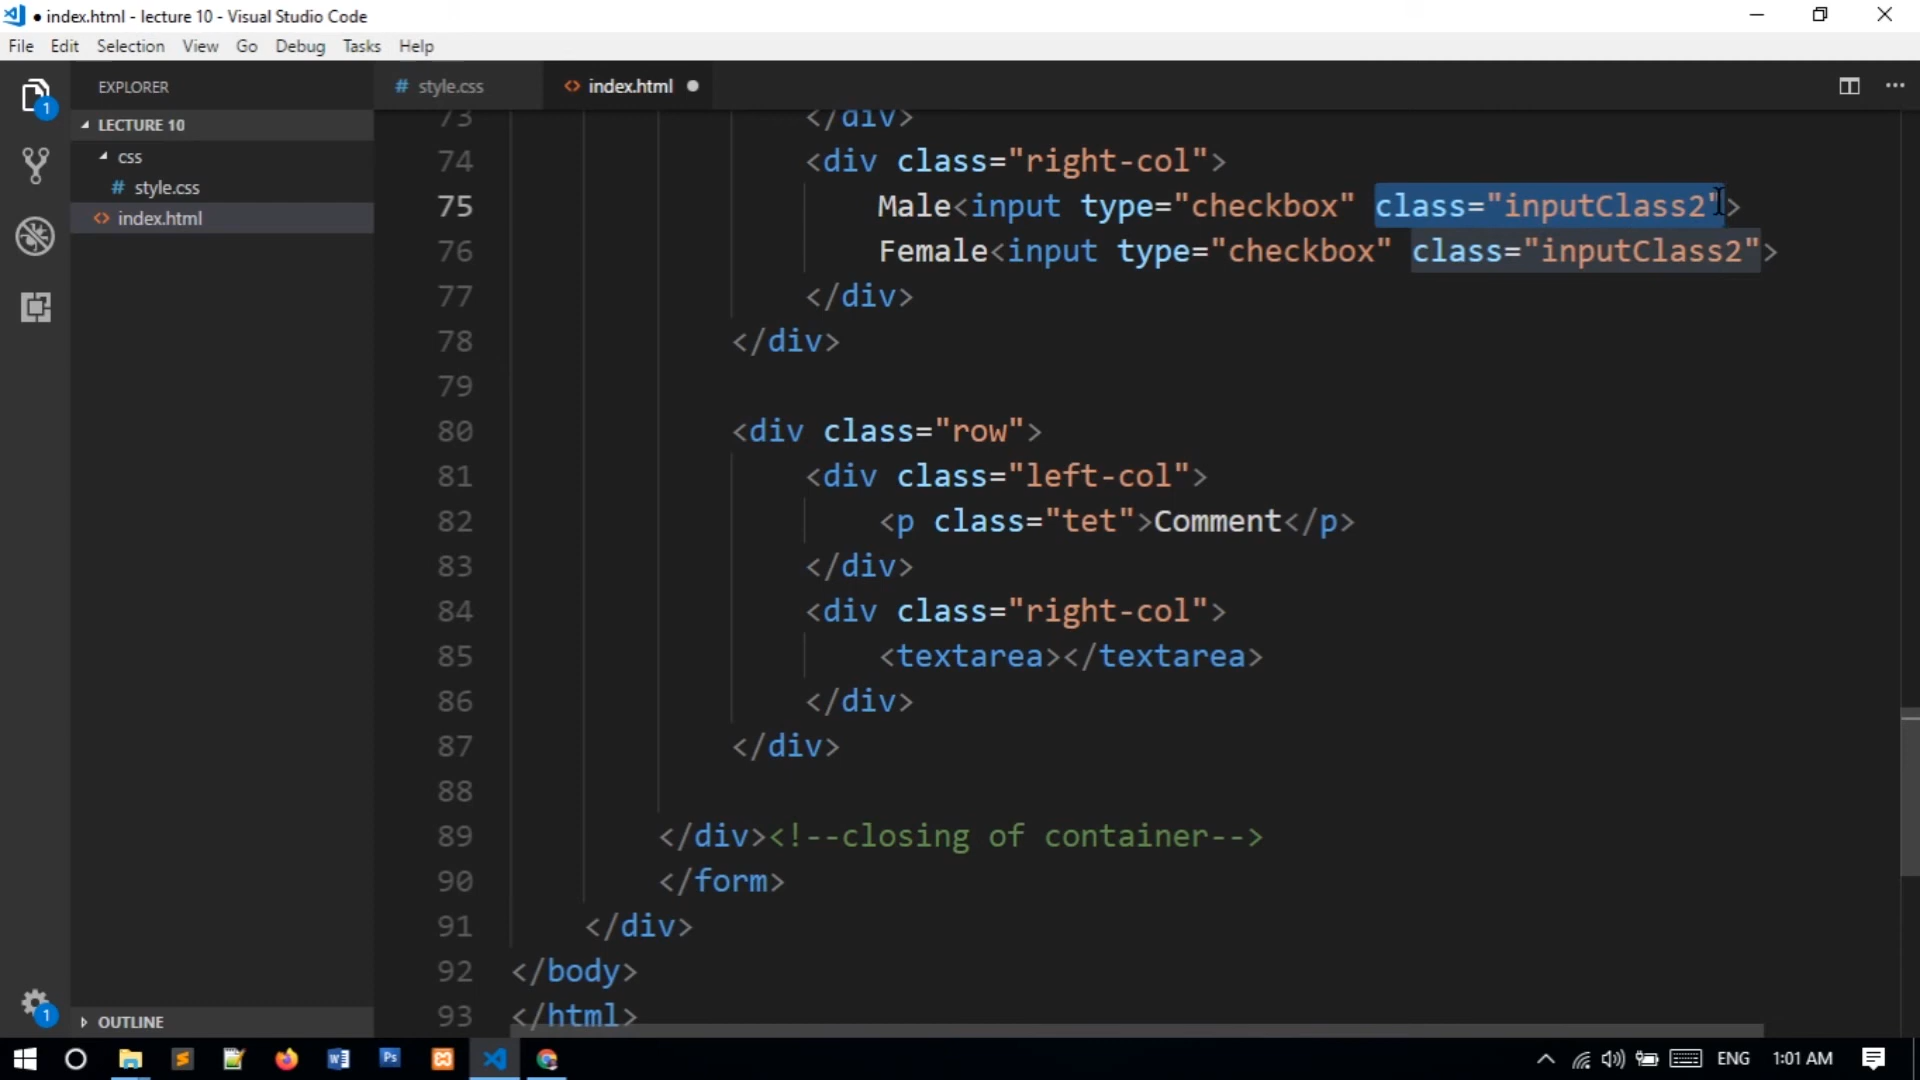 ● index.html - lecture 10 - Visual Studio Code
File Edit Selection View Go Debug Tasks Help
EXPLORER
LECTURE 10
css
# style.css
<> index.html
OUTLINE
1
1
# style.css <> index.html ●
73 </div>
74 <div class="right-col">
75 Male<input type="checkbox" class="inputClass2">
76 Female<input type="checkbox" class="inputClass2">
77 </div>
78 </div>
79
80 <div class="row">
81 <div class="left-col">
82 <p class="tet">Comment</p>
83 </div>
84 <div class="right-col">
85 <textarea></textarea>
86 </div>
87 </div>
88
89 </div><!--closing of container-->
90 </form>
91 </div>
92 </body>
93 </html>
W Ps ENG 1:01 AM